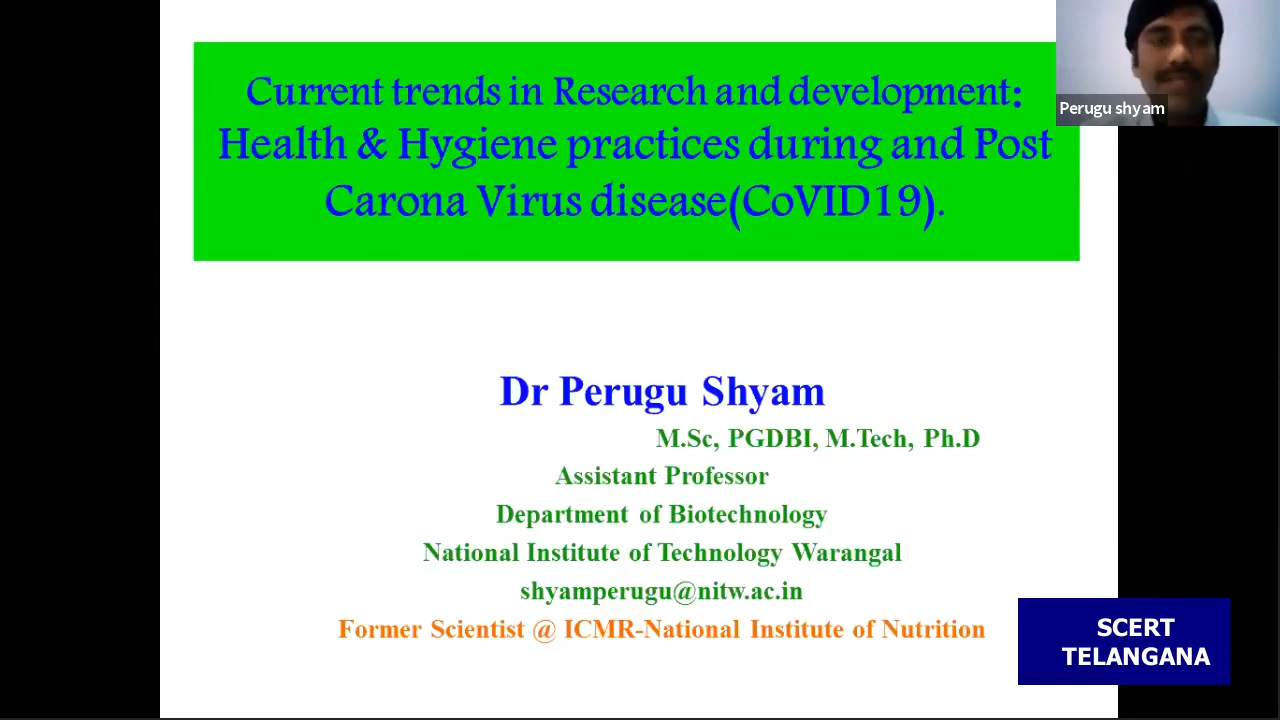 Current trends in Research and development:
Health & Hygiene practices during and Post
Carona Virus disease(CoVID19).
Perugu shyam
Dr Perugu Shyam
M.Sc, PGDBI, M.Tech, Ph.D
Assistant Professor
Department of Biotechnology
National Institute of Technology Warangal
shyamperugu@nitw.ac.in
Former Scientist @ ICMR-National Institute of Nutrition
SCERT
TELANGANA